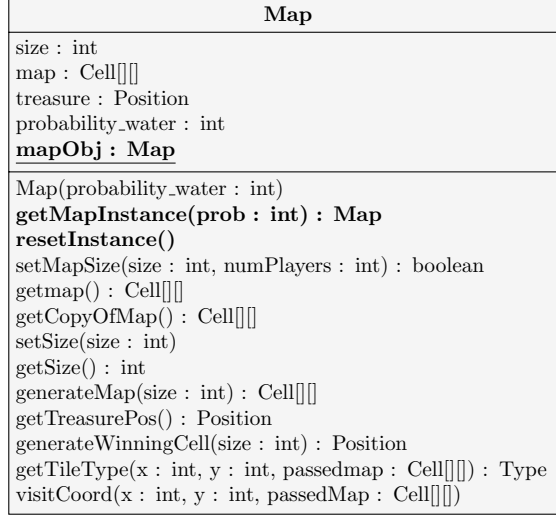 Map
size : int
map : Cell[][]
treasure : Position
probability_water : int
mapObj : Map
Map(probability_water : int)
getMapInstance(prob : int) : Map
resetInstance()
setMapSize(size : int, numPlayers : int) : boolean
getmap() : Cell[][]
getCopyOfMap() : Cell[][]
setSize(size : int)
getSize() : int
generateMap(size : int) : Cell[][]
getTreasurePos() : Position
generateWinningCell(size : int) : Position
getTileType(x : int, y : int, passedmap : Cell[][]) : Type
visitCoord(x : int, y : int, passedMap : Cell[][])